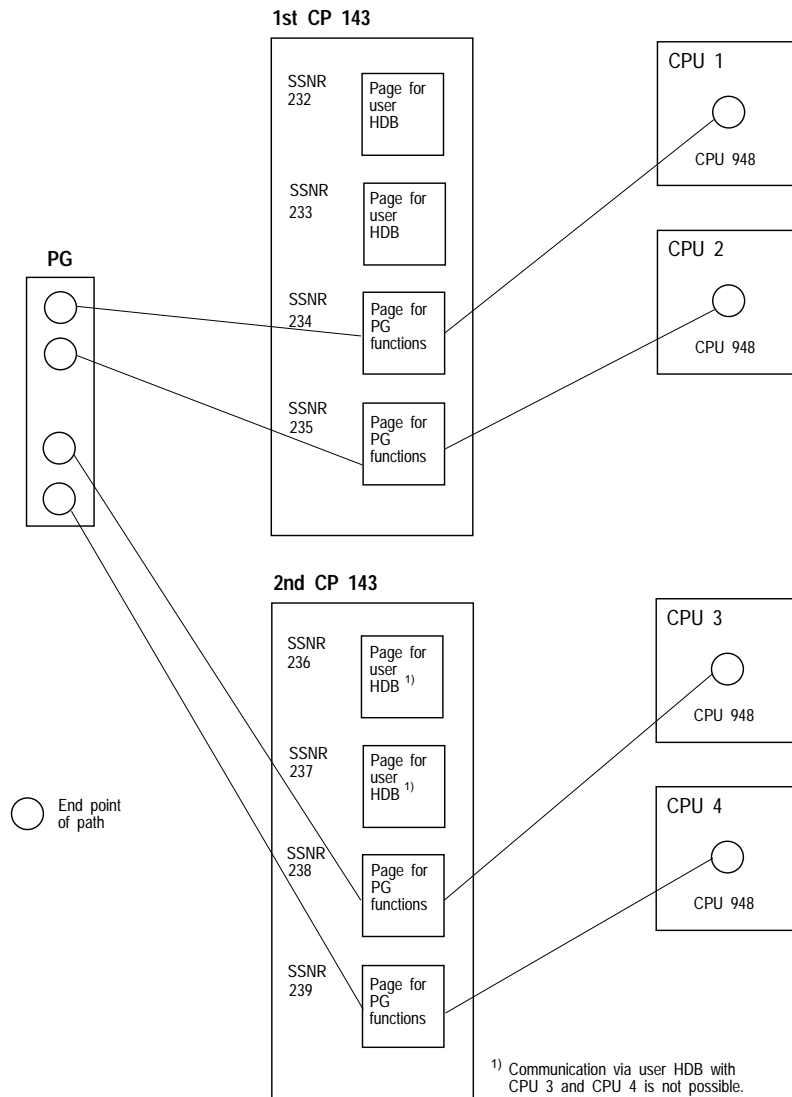 1st CP 143
SSNR
232
Page for
user
HDB
SSNR
233
Page for
user
HDB
SSNR
234
Page for
PG
functions
SSNR
235
Page for
PG
functions
CPU 1
CPU 948
CPU 2
CPU 948
PG
2nd CP 143
SSNR
236
Page for
user
HDB 1)
SSNR
237
Page for
user
HDB 1)
SSNR
238
Page for
PG
functions
SSNR
239
Page for
PG
functions
CPU 3
CPU 948
CPU 4
CPU 948
End point
of path
1) Communication via user HDB with
CPU 3 and CPU 4 is not possible.